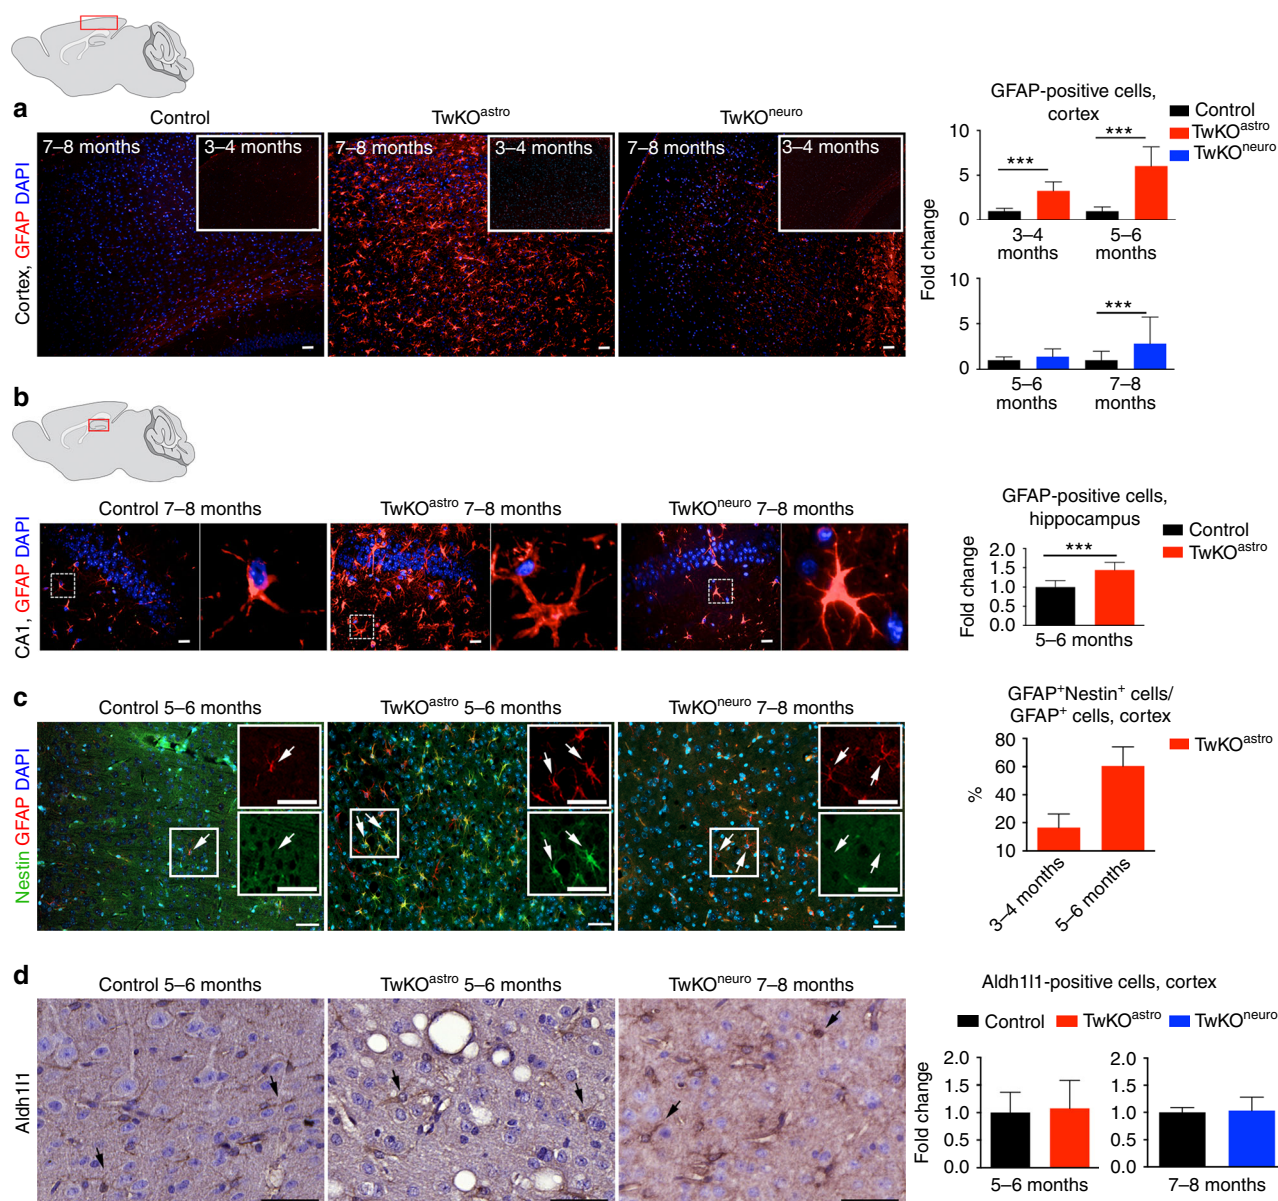 a
Control
TwKOastro
TwKOneuro
Cortex, GFAP DAPI
7–8 months
3–4 months
7–8 months
3–4 months
7–8 months
3–4 months
GFAP-positive cells,
cortex
Control
TwKOastro
TwKOneuro
Fold change
10
5
0
***
***
3–4
months
5–6
months
10
5
0
***
5–6
months
7–8
months
b
Control 7–8 months
TwKOastro 7–8 months
TwKOneuro 7–8 months
CA1, GFAP DAPI
GFAP-positive cells,
hippocampus
Control
TwKOastro
Fold change
2.0
1.5
1.0
0.5
0.0
***
5–6 months
c
Control 5–6 months
TwKOastro 5–6 months
TwKOneuro 7–8 months
Nestin GFAP DAPI
GFAP+Nestin+ cells/
GFAP+ cells, cortex
TwKOastro
%
80
60
40
20
10
3–4 months
5–6 months
d
Control 5–6 months
TwKOastro 5–6 months
TwKOneuro 7–8 months
Aldh1l1
Aldh1l1-positive cells, cortex
Control
TwKOastro
TwKOneuro
Fold change
2.0
1.5
1.0
0.5
0.0
5–6 months
2.0
1.5
1.0
0.5
0.0
7–8 months